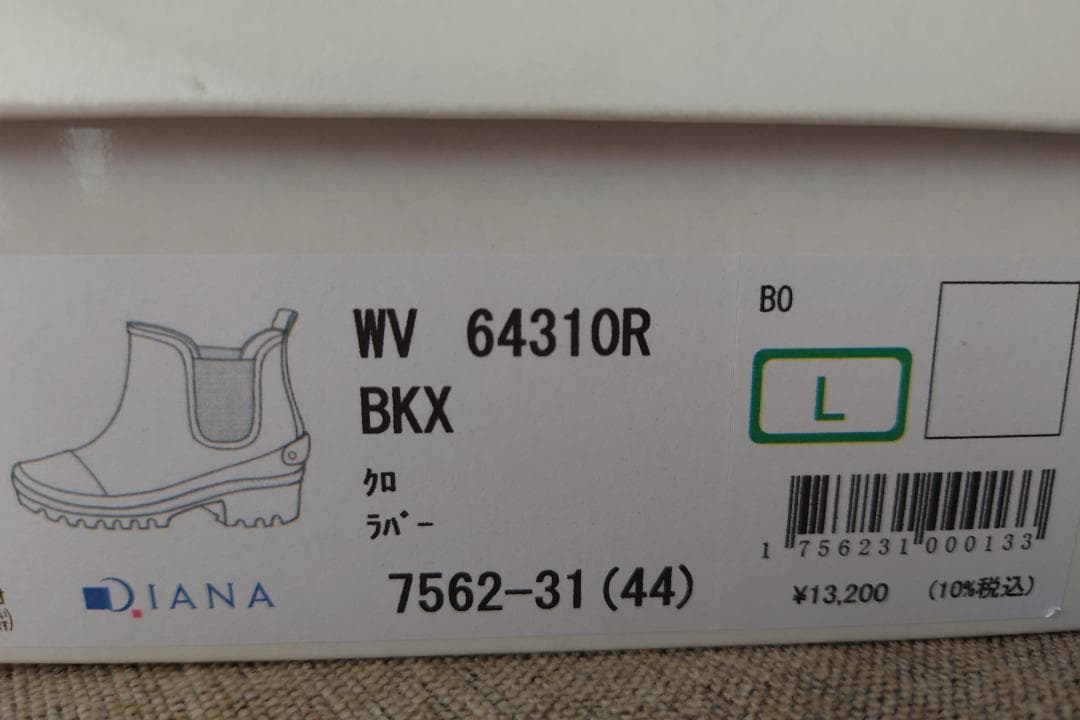 WV 64310R
BKX
ｸﾛ
ﾗﾊﾞｰ
7562-31(44)
DIANA
BO
L
1 756231 000133
¥13,200 (10%税込)